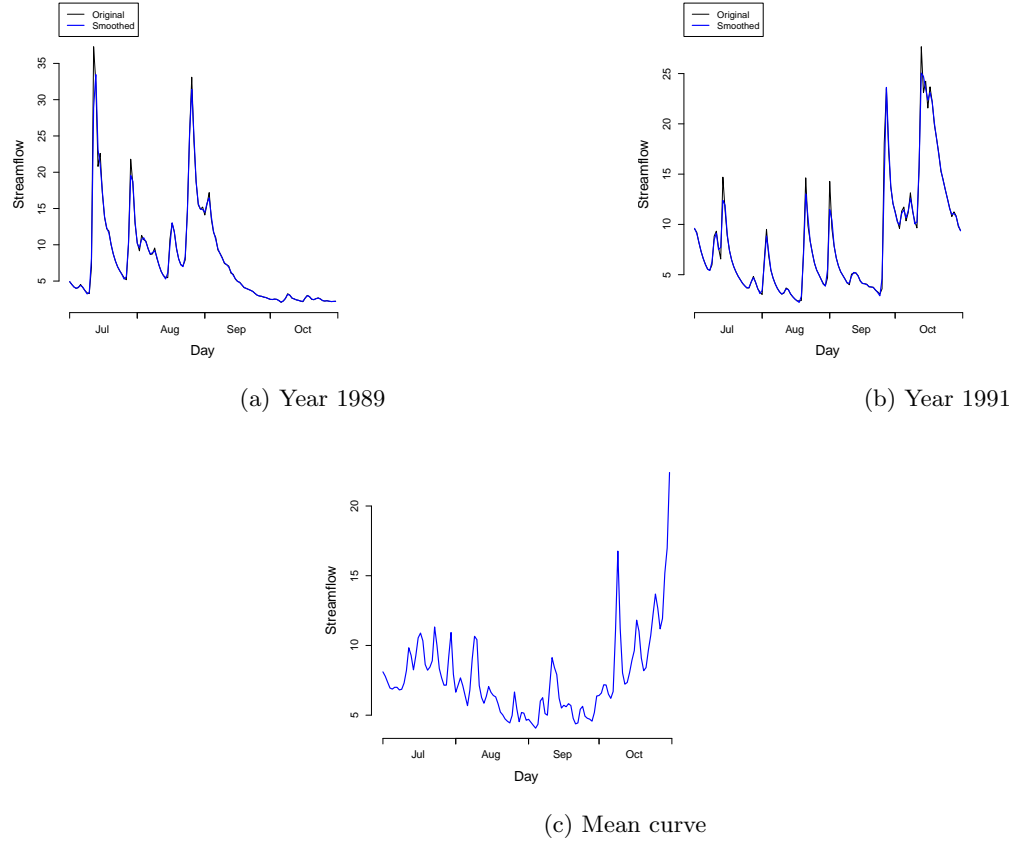 Original
Smoothed
35
30
25
20
15
10
5
Streamflow
Jul Aug Sep Oct
Day
(a) Year 1989
Original
Smoothed
25
20
15
10
5
Streamflow
Jul Aug Sep Oct
Day
(b) Year 1991
20
15
10
5
Streamflow
Jul Aug Sep Oct
Day
(c) Mean curve